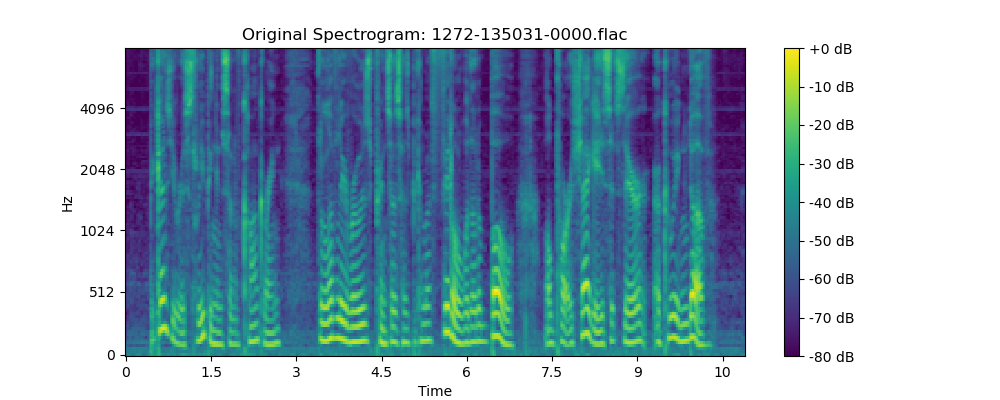 Original Spectrogram: 1272-135031-0000.flac
Hz
4096
2048
1024
512
0
0 1.5 3 4.5 6 7.5 9 10
Time
+0 dB
-10 dB
-20 dB
-30 dB
-40 dB
-50 dB
-60 dB
-70 dB
-80 dB